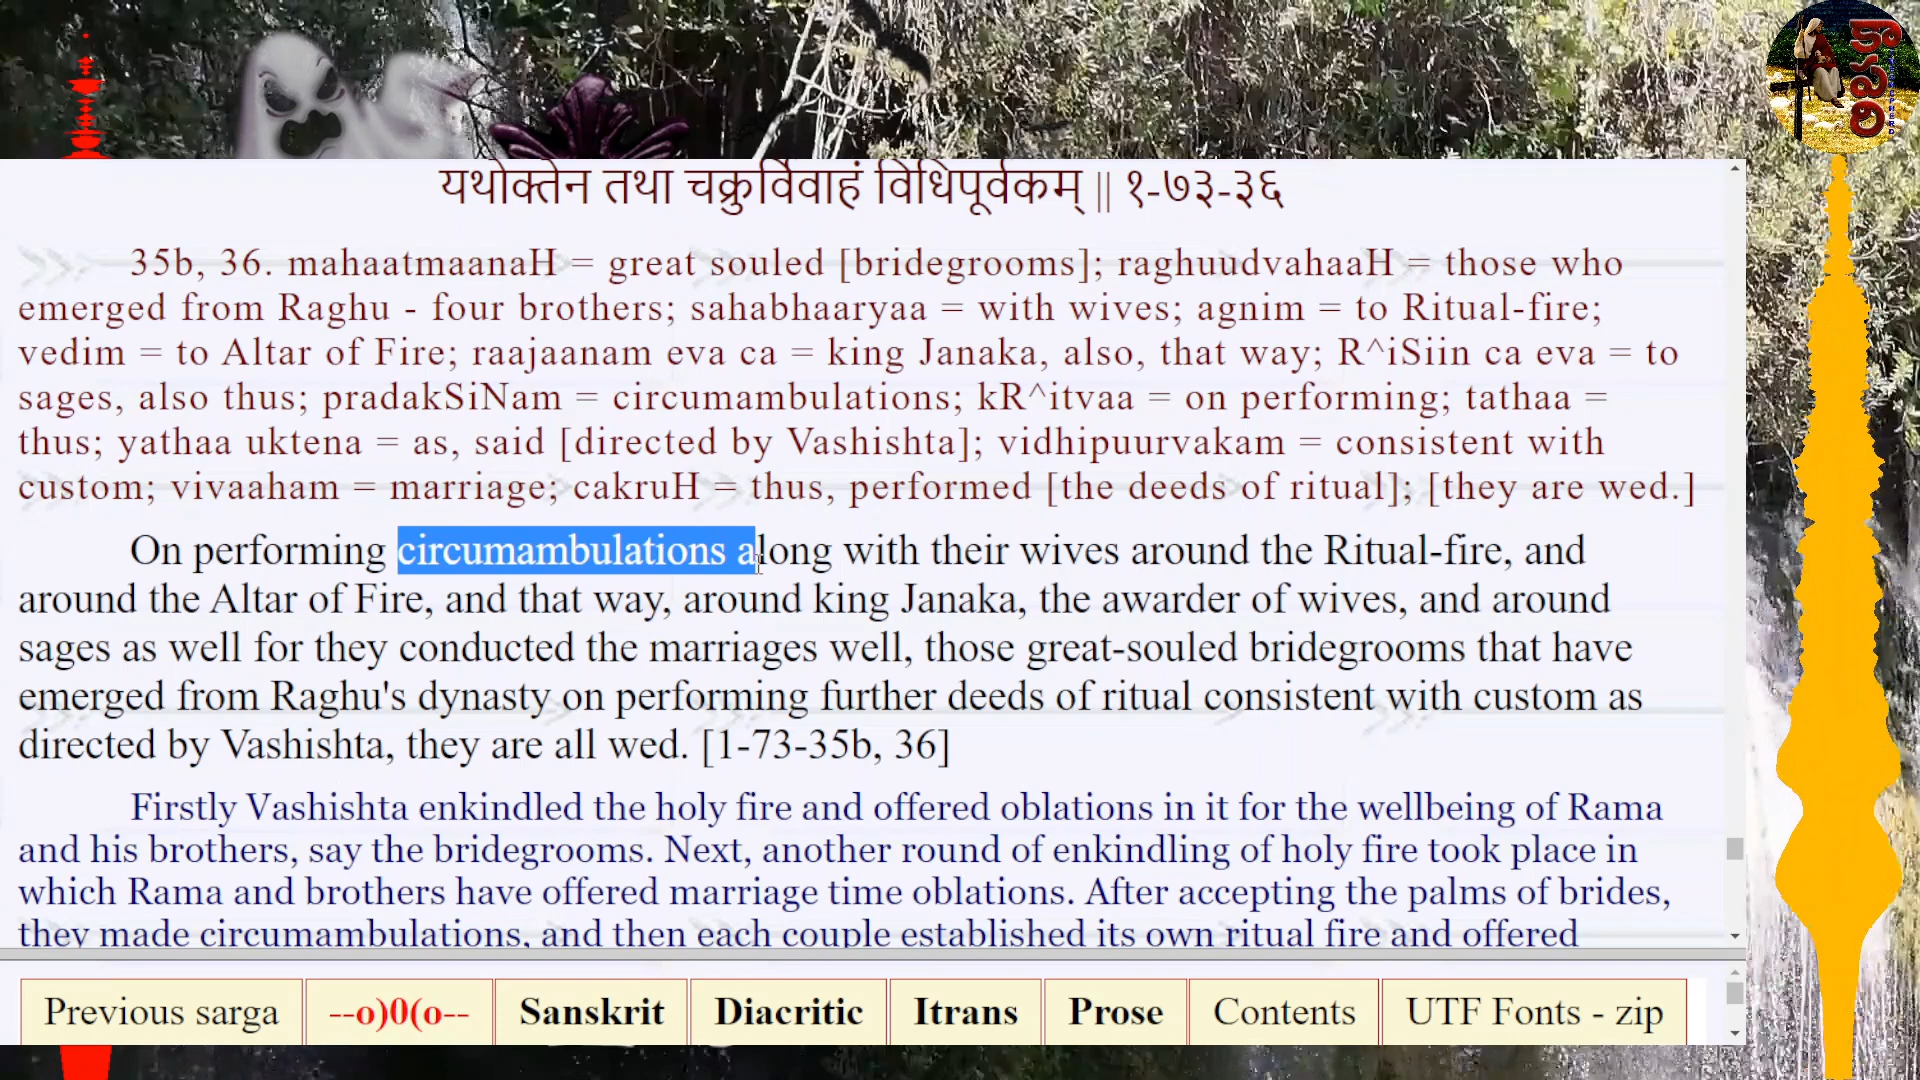 కాపరి
SHEPHERD
यथोक्तेन तथा चक्रुर्विवाहं विधिपूर्वकम् || १-७३-३६
35b, 36. mahaatmaanaH = great souled [bridegrooms]; raghuudvahaaH = those who
emerged from Raghu - four brothers; sahabhaaryaa = with wives; agnim = to Ritual-fire;
vedim = to Altar of Fire; raajaanam eva ca = king Janaka, also, that way; R^iSiin ca eva = to
sages, also thus; pradakSiNam = circumambulations; kR^itvaa = on performing; tathaa =
thus; yathaa uktena = as, said [directed by Vashishta]; vidhipuurvakam = consistent with
custom; vivaaham = marriage; cakruH = thus, performed [the deeds of ritual]; [they are wed.]
On performing circumambulations along with their wives around the Ritual-fire, and
around the Altar of Fire, and that way, around king Janaka, the awarder of wives, and around
sages as well for they conducted the marriages well, those great-souled bridegrooms that have
emerged from Raghu's dynasty on performing further deeds of ritual consistent with custom as
directed by Vashishta, they are all wed. [1-73-35b, 36]
Firstly Vashishta enkindled the holy fire and offered oblations in it for the wellbeing of Rama
and his brothers, say the bridegrooms. Next, another round of enkindling of holy fire took place in
which Rama and brothers have offered marriage time oblations. After accepting the palms of brides,
they made circumambulations, and then each couple established its own ritual fire and offered
Previous sarga --o)0(o-- Sanskrit Diacritic Itrans Prose Contents UTF Fonts - zip